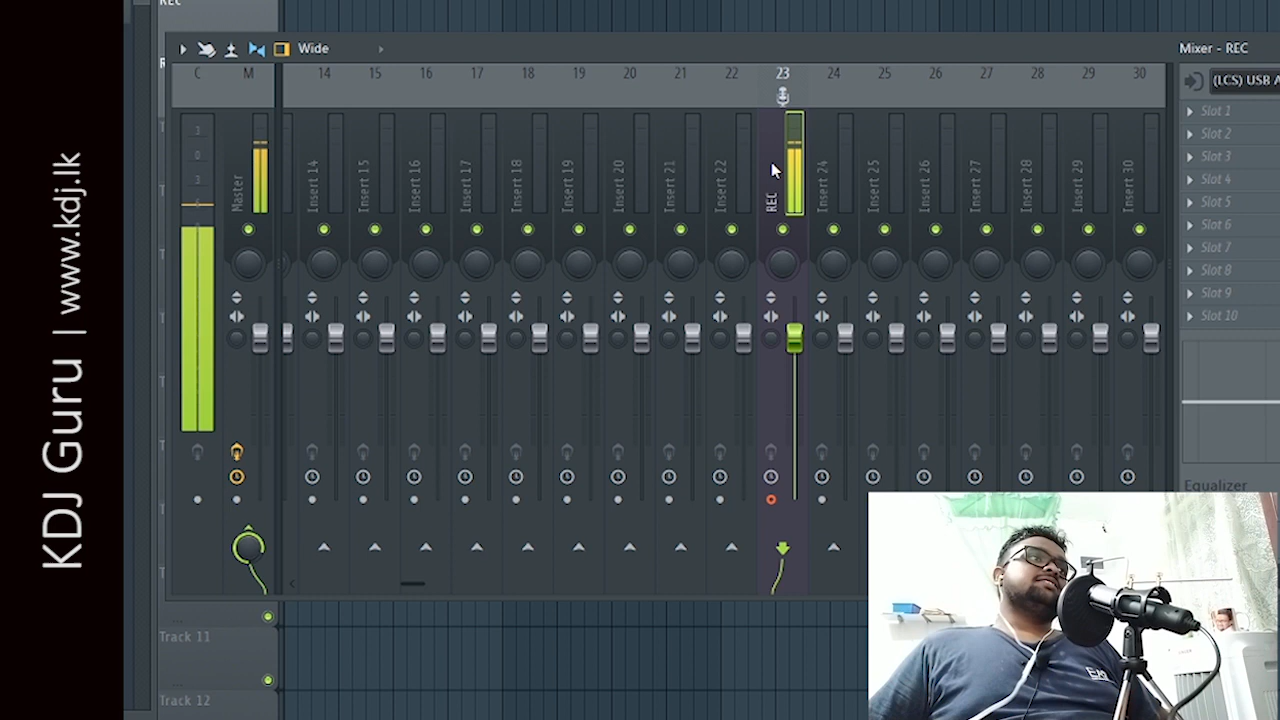 REC
Wide
Mixer - REC
C M 14 15 16 17 18 19 20 21 22 23 24 25 26 27 28 29 30
(LCS) USB A
3
0
3
Master
Insert 14
Insert 15
Insert 16
Insert 17
Insert 18
Insert 19
Insert 20
Insert 21
Insert 22
REC
Insert 24
Insert 25
Insert 26
Insert 27
Insert 28
Insert 29
Insert 30
Slot 1
Slot 2
Slot 3
Slot 4
Slot 5
Slot 6
Slot 7
Slot 8
Slot 9
Slot 10
Equalizer
Track 11
Track 12
KDJ Guru | www.kdj.lk